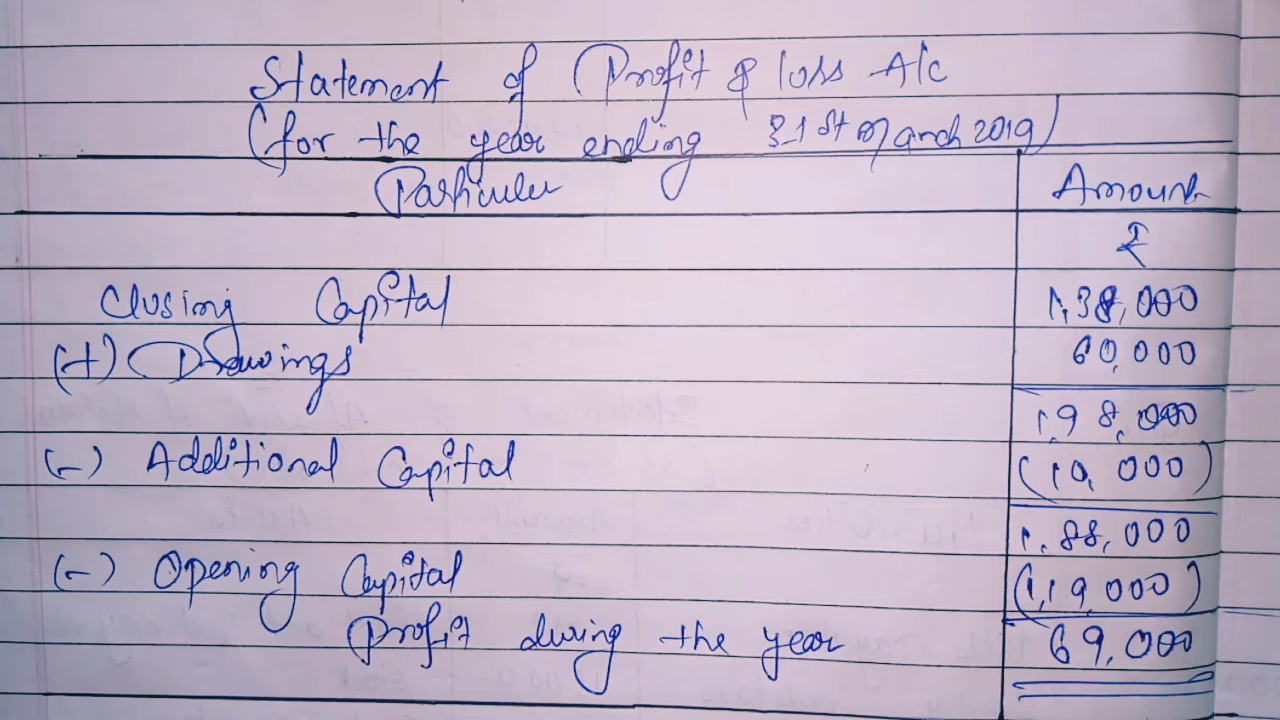 Statement of Profit & loss A/c
(for the year ending 31st March 2019)
Particular Amount
₹
Closing Capital 1,38,000
(+) Drawings 60,000
1,98,000
(-) Additional Capital (10,000)
1,88,000
(-) Opening Capital (1,19,000)
Profit during the year 69,000